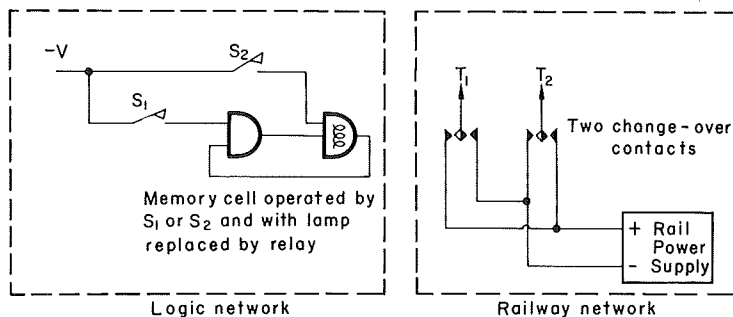 -V
S2
S1
Memory cell operated by
S1 or S2 and with lamp
replaced by relay
Logic network
T1
T2
Two change-over
contacts
+ Rail
Power
- Supply
Railway network